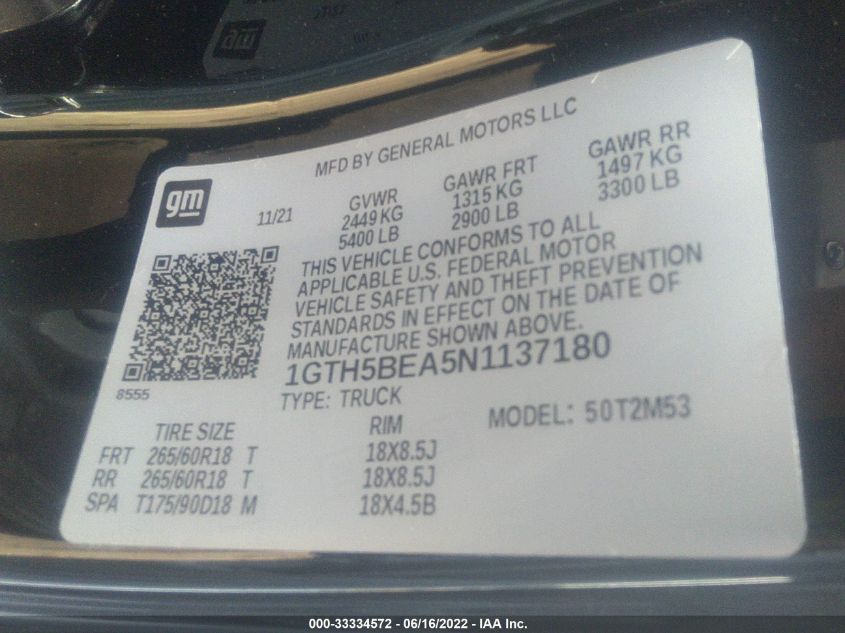 MFD BY GENERAL MOTORS LLC
gm
11/21
GVWR GAWR FRT GAWR RR
2449 KG 1315 KG 1497 KG
5400 LB 2900 LB 3300 LB
THIS VEHICLE CONFORMS TO ALL
APPLICABLE U.S. FEDERAL MOTOR
VEHICLE SAFETY AND THEFT PREVENTION
STANDARDS IN EFFECT ON THE DATE OF
MANUFACTURE SHOWN ABOVE.
1GTH5BEA5N1137180
8555
TYPE: TRUCK
MODEL: 50T2M53
TIRE SIZE RIM
FRT 265/60R18 T 18X8.5J
RR 265/60R18 T 18X8.5J
SPA T175/90D18 M 18X4.5B
000-33334572 - 06/16/2022 - IAA Inc.